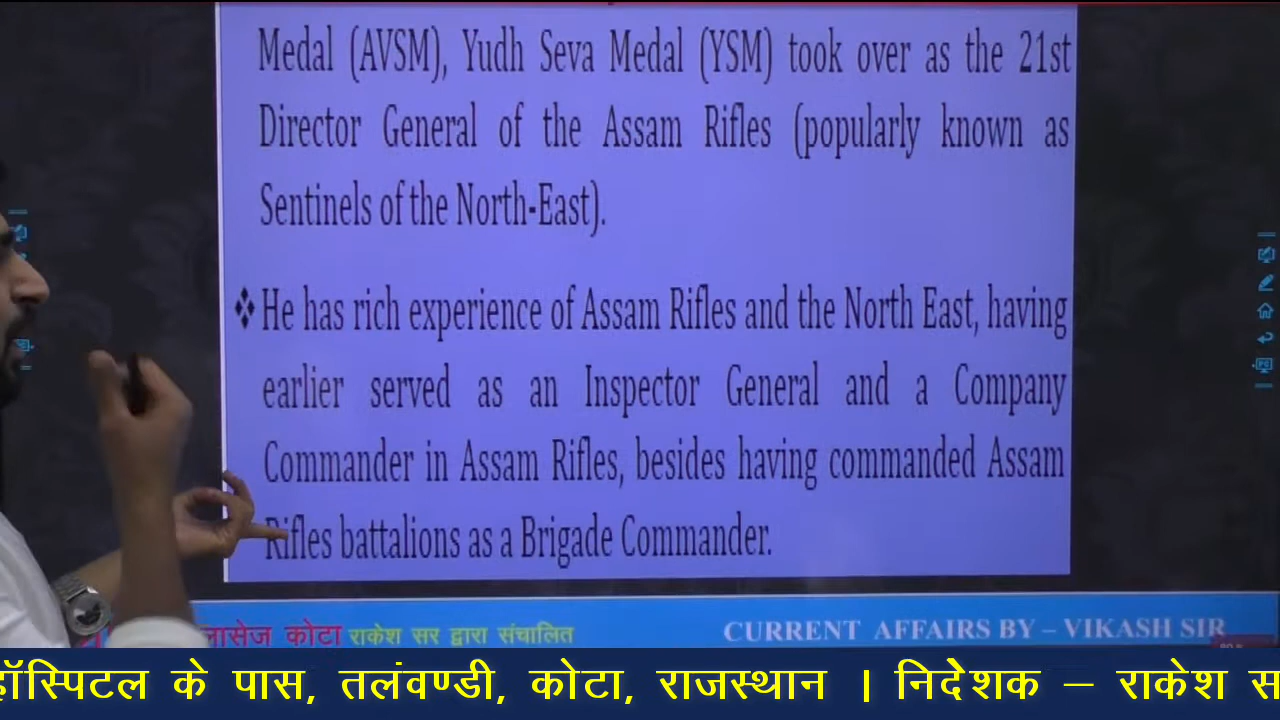 Medal (AVSM), Yudh Seva Medal (YSM) took over as the 21st
Director General of the Assam Rifles (popularly known as
Sentinels of the North-East).
❖ He has rich experience of Assam Rifles and the North East, having
earlier served as an Inspector General and a Company
Commander in Assam Rifles, besides having commanded Assam
Rifles battalions as a Brigade Commander.
कोटा राकेश सर द्वारा संचालित
CURRENT AFFAIRS BY – VIKASH SIR
के पास, तलंवण्डी, कोटा, राजस्थान । निदेशक – राकेश